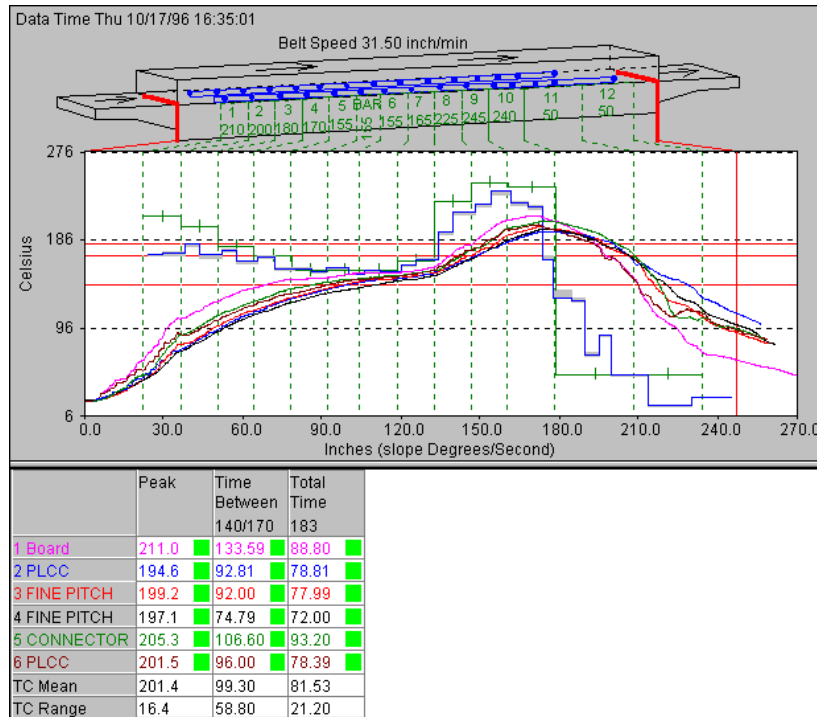 Data Time Thu 10/17/96 16:35:01
Belt Speed 31.50 inch/min
1 2 3 4 5 BAR 6 7 8 9 10 11 12
210 200 180 170 155 155 165 225 245 240 50 50
276
186
96
6
Celsius
0.0 30.0 60.0 90.0 120.0 150.0 180.0 210.0 240.0 270.0
Inches (slope Degrees/Second)
Peak Time Between 140/170 Total Time 183
1 Board 211.0 133.59 88.80
2 PLCC 194.6 92.81 78.81
3 FINE PITCH 199.2 92.00 77.99
4 FINE PITCH 197.1 74.79 72.00
5 CONNECTOR 205.3 106.60 93.20
6 PLCC 201.5 96.00 78.39
TC Mean 201.4 99.30 81.53
TC Range 16.4 58.80 21.20